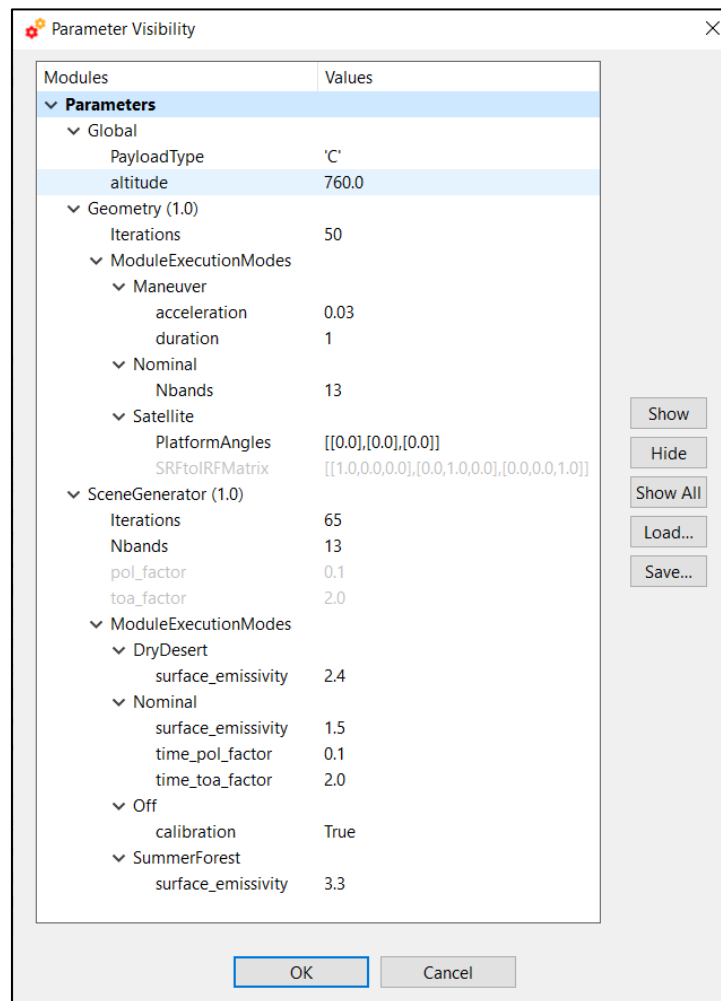 Parameter Visibility
Modules Values
Parameters
Global
PayloadType 'C'
altitude 760.0
Geometry (1.0)
Iterations 50
ModuleExecutionModes
Maneuver
acceleration 0.03
duration 1
Nominal
Nbands 13
Satellite
PlatformAngles [[0.0],[0.0],[0.0]]
SRFtoIRFMatrix [[1.0,0.0,0.0],[0.0,1.0,0.0],[0.0,0.0,1.0]]
SceneGenerator (1.0)
Iterations 65
Nbands 13
pol_factor 0.1
toa_factor 2.0
ModuleExecutionModes
DryDesert
surface_emissivity 2.4
Nominal
surface_emissivity 1.5
time_pol_factor 0.1
time_toa_factor 2.0
Off
calibration True
SummerForest
surface_emissivity 3.3
Show
Hide
Show All
Load...
Save...
OK Cancel